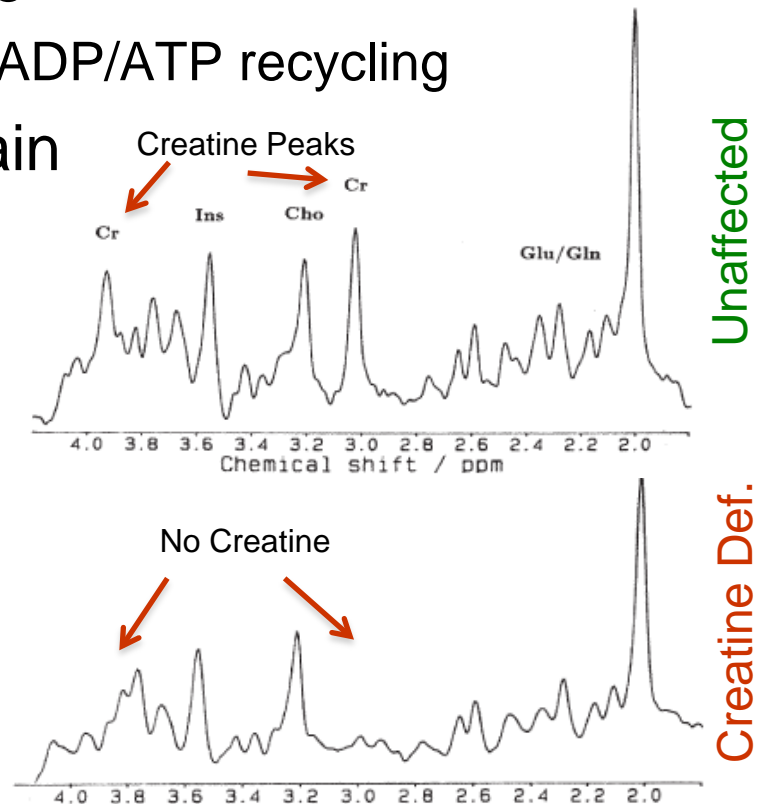 ADP/ATP recycling
Creatine Peaks
Cr
Ins
Cho
Cr
Glu/Gln
Unaffected
4.0 3.8 3.6 3.4 3.2 3.0 2.8 2.6 2.4 2.2 2.0
Chemical shift / ppm
No Creatine
Creatine Def.
4.0 3.8 3.6 3.4 3.2 3.0 2.8 2.6 2.4 2.2 2.0